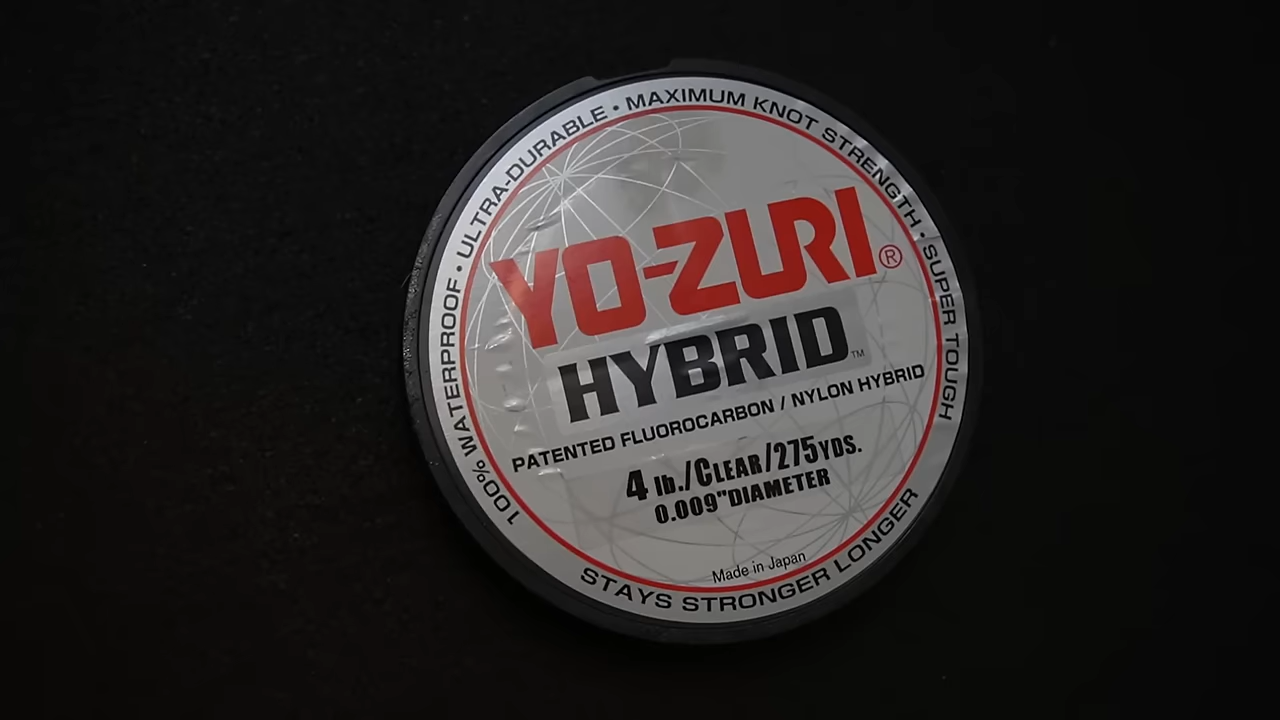 100% WATERPROOF • ULTRA-DURABLE • MAXIMUM KNOT STRENGTH • SUPER TOUGH
YO-ZURI®
HYBRID™
PATENTED FLUOROCARBON / NYLON HYBRID
4 lb./CLEAR/275YDS.
0.009"DIAMETER
Made in Japan
STAYS STRONGER LONGER